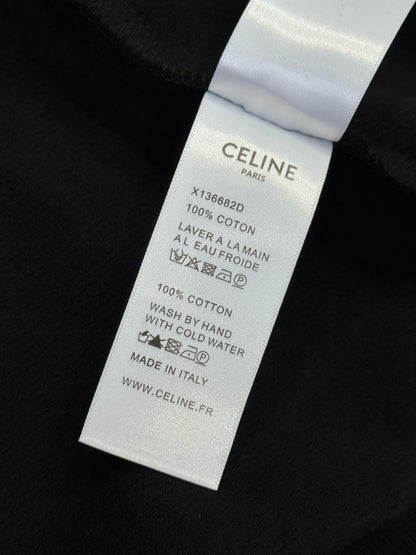 CELINE
PARIS
X136682D
100% COTON
LAVER A LA MAIN
A L EAU FROIDE
100% COTTON
WASH BY HAND
WITH COLD WATER
MADE IN ITALY
WWW.CELINE.FR